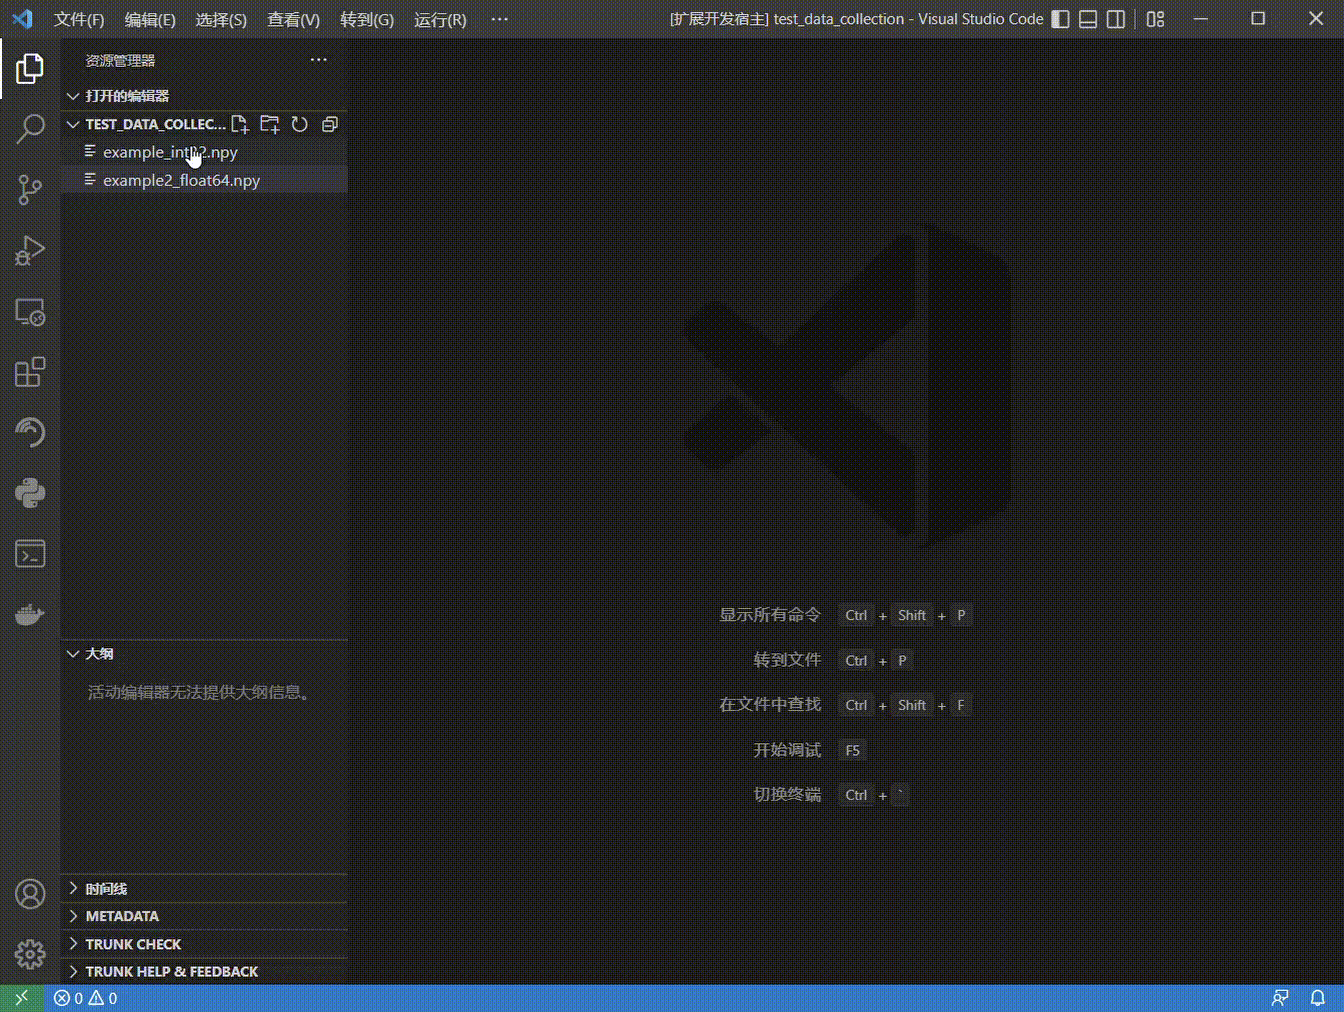 文件(F) 编辑(E) 选择(S) 查看(V) 转到(G) 运行(R) ··· [扩展开发宿主] test_data_collection - Visual Studio Code
资源管理器 ···
打开的编辑器
TEST_DATA_COLLEC...
example_int32.npy
example2_float64.npy
显示所有命令 Ctrl + Shift + P
转到文件 Ctrl + P
在文件中查找 Ctrl + Shift + F
开始调试 F5
切换终端 Ctrl + `
大纲
活动编辑器无法提供大纲信息。
时间线
METADATA
TRUNK CHECK
TRUNK HELP & FEEDBACK
0 0